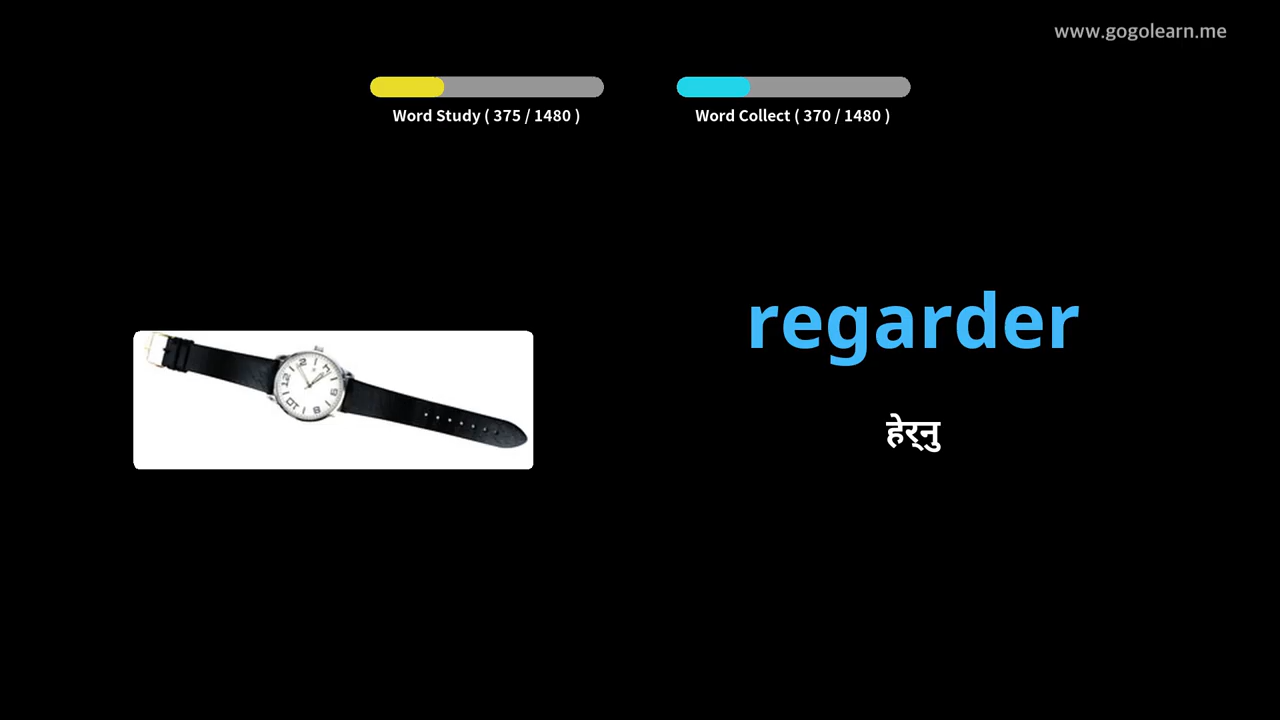 www.gogolearn.me
Word Study ( 375 / 1480 )
Word Collect ( 370 / 1480 )
regarder
हेर्‍नु